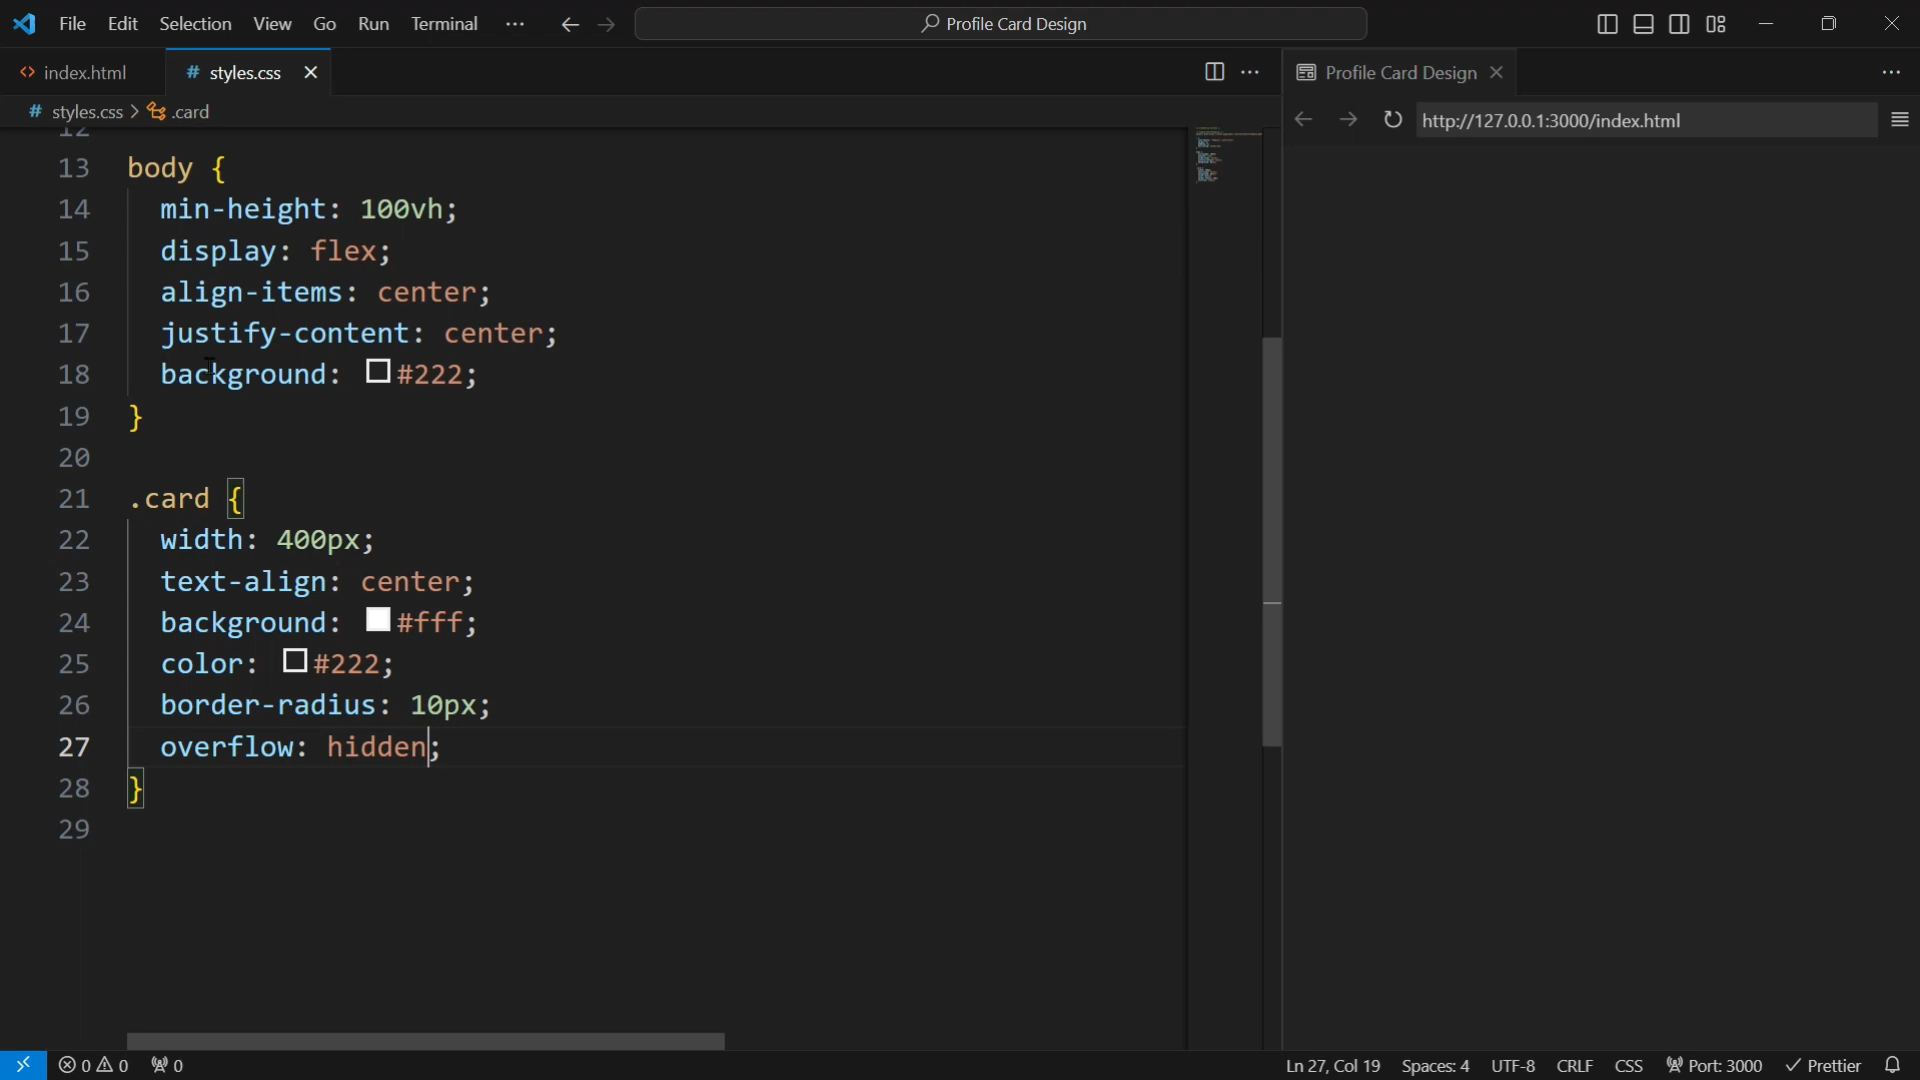 File Edit Selection View Go Run Terminal ··· Profile Card Design
index.html # styles.css
Profile Card Design
# styles.css > .card
http://127.0.0.1:3000/index.html
12
13 body {
14 min-height: 100vh;
15 display: flex;
16 align-items: center;
17 justify-content: center;
18 background: #222;
19 }
20
21 .card {
22 width: 400px;
23 text-align: center;
24 background: #fff;
25 color: #222;
26 border-radius: 10px;
27 overflow: hidden;
28 }
29
0 0 0 Ln 27, Col 19 Spaces: 4 UTF-8 CRLF CSS Port: 3000 Prettier